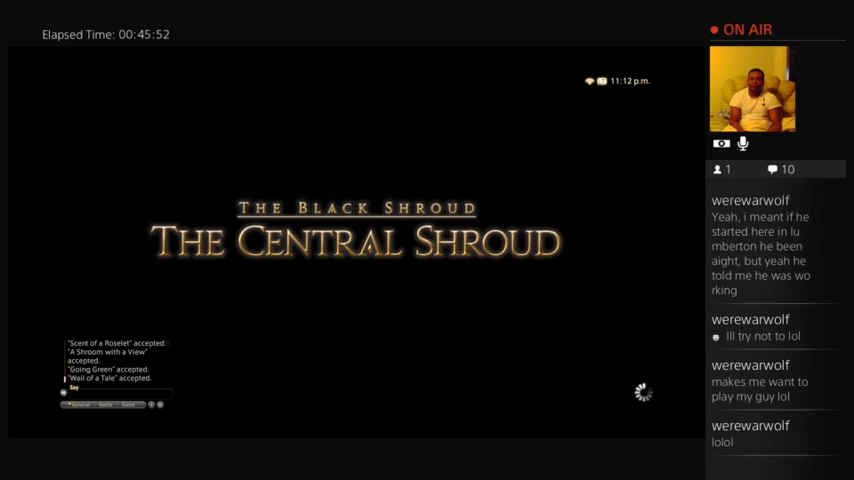 Elapsed Time: 00:45:52
ON AIR
11:12 p.m.
THE BLACK SHROUD
THE CENTRAL SHROUD
"Scent of a Roselet" accepted.
"A Shroom with a View"
accepted.
"Going Green" accepted.
"Wail of a Tale" accepted.
Say
General Battle Event
1 10
werewarwolf
Yeah, i meant if he
started here in lu
mberton he been
aight, but yeah he
told me he was wo
rking
werewarwolf
Ill try not to lol
werewarwolf
makes me want to
play my guy lol
werewarwolf
lolol